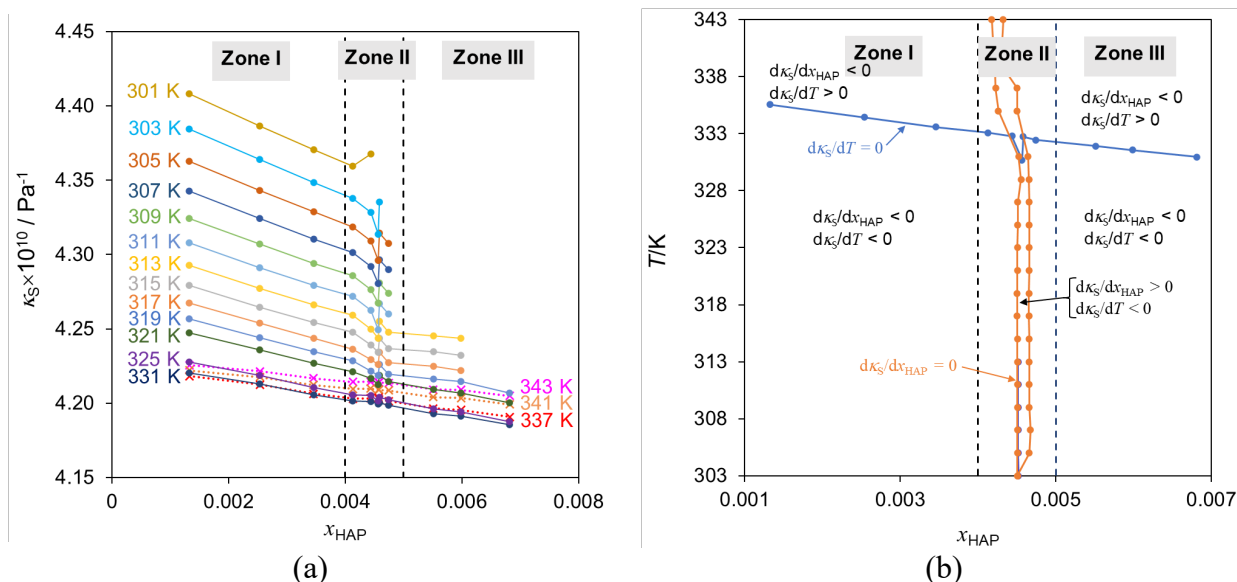 4.45
4.40
4.35
4.30
4.25
4.20
4.15
κS×10¹⁰ / Pa⁻¹
Zone I
Zone II
Zone III
301 K
303 K
305 K
307 K
309 K
311 K
313 K
315 K
317 K
319 K
321 K
325 K
331 K
343 K
341 K
337 K
0
0.002
0.004
0.006
0.008
xHAP
(a)
343
338
333
328
323
318
313
308
303
T/K
Zone I
Zone II
Zone III
dκS/dxHAP < 0
dκS/dT > 0
dκS/dxHAP < 0
dκS/dT > 0
dκS/dT = 0
dκS/dxHAP < 0
dκS/dT < 0
dκS/dxHAP < 0
dκS/dT < 0
dκS/dxHAP > 0
dκS/dT < 0
dκS/dxHAP = 0
0.001
0.003
0.005
0.007
xHAP
(b)